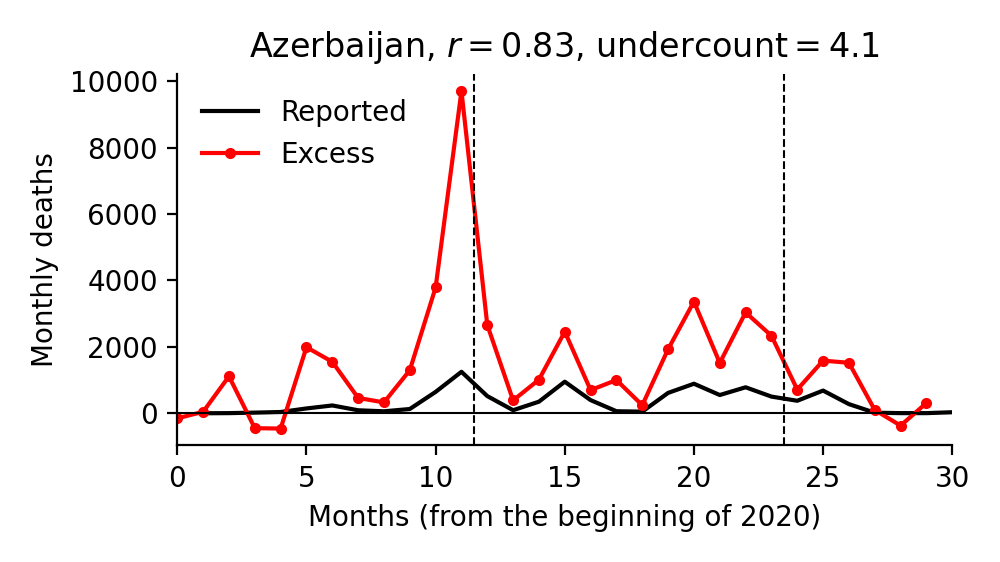 Azerbaijan, r = 0.83, undercount = 4.1
10000
8000
6000
4000
2000
0
Monthly deaths
Reported
Excess
0 5 10 15 20 25 30
Months (from the beginning of 2020)